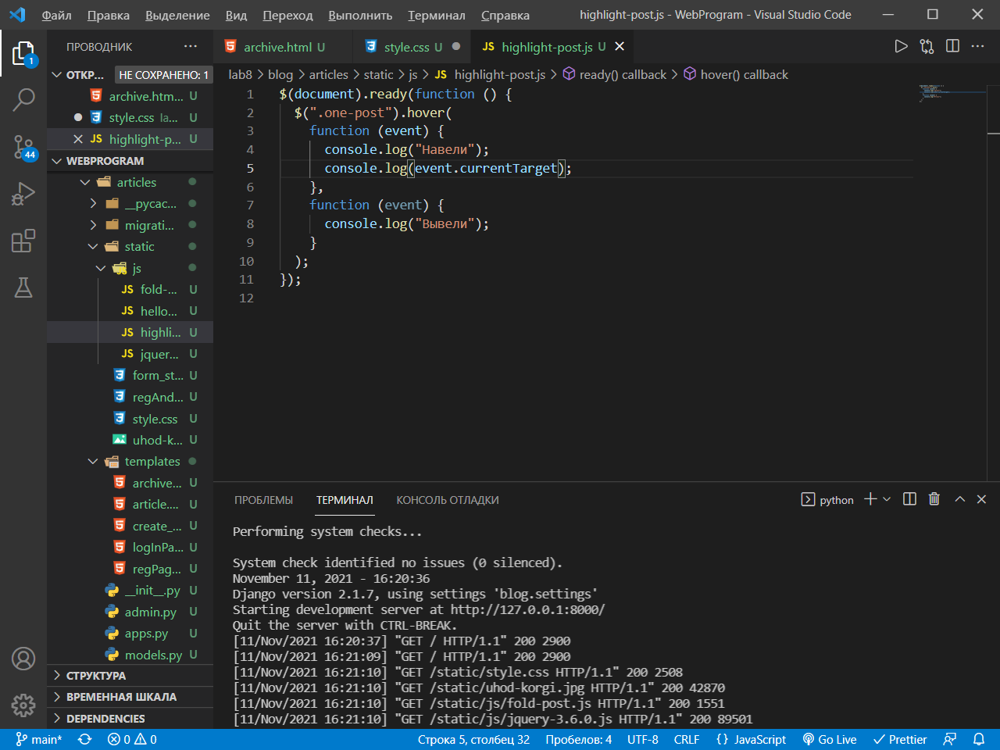 Файл Правка Выделение Вид Переход Выполнить Терминал Справка highlight-post.js - WebProgram - Visual Studio Code
ПРОВОДНИК ···
archive.html U style.css U highlight-post.js U
ОТКР... НЕ СОХРАНЕНО: 1
lab8 > blog > articles > static > js > JS highlight-post.js > ready() callback > hover() callback
archive.htm... U
style.css la... U
JS highlight-p... U
WEBPROGRAM
articles
__pycac...
migrati...
static
js
JS fold-... U
JS hello... U
JS highli... U
JS jquer... U
form_st... U
regAnd... U
style.css U
uhod-k... U
templates
archive... U
article.... U
create_... U
logInPa... U
regPag... U
__init__.py U
admin.py U
apps.py U
models.py U
СТРУКТУРА
ВРЕМЕННАЯ ШКАЛА
DEPENDENCIES
1
44
1 $(document).ready(function () {
2 $(".one-post").hover(
3 function (event) {
4 console.log("Навели");
5 console.log(event.currentTarget);
6 },
7 function (event) {
8 console.log("Вывели");
9 }
10 );
11 });
12
ПРОБЛЕМЫ ТЕРМИНАЛ КОНСОЛЬ ОТЛАДКИ python
Performing system checks...
System check identified no issues (0 silenced).
November 11, 2021 - 16:20:36
Django version 2.1.7, using settings 'blog.settings'
Starting development server at http://127.0.0.1:8000/
Quit the server with CTRL-BREAK.
[11/Nov/2021 16:20:37] "GET / HTTP/1.1" 200 2900
[11/Nov/2021 16:21:09] "GET / HTTP/1.1" 200 2900
[11/Nov/2021 16:21:10] "GET /static/style.css HTTP/1.1" 200 2508
[11/Nov/2021 16:21:10] "GET /static/uhod-korgi.jpg HTTP/1.1" 200 42870
[11/Nov/2021 16:21:10] "GET /static/js/fold-post.js HTTP/1.1" 200 1551
[11/Nov/2021 16:21:10] "GET /static/js/jquery-3.6.0.js HTTP/1.1" 200 89501
main* 0 0 Строка 5, столбец 32 Пробелов: 4 UTF-8 CRLF {} JavaScript Go Live Prettier